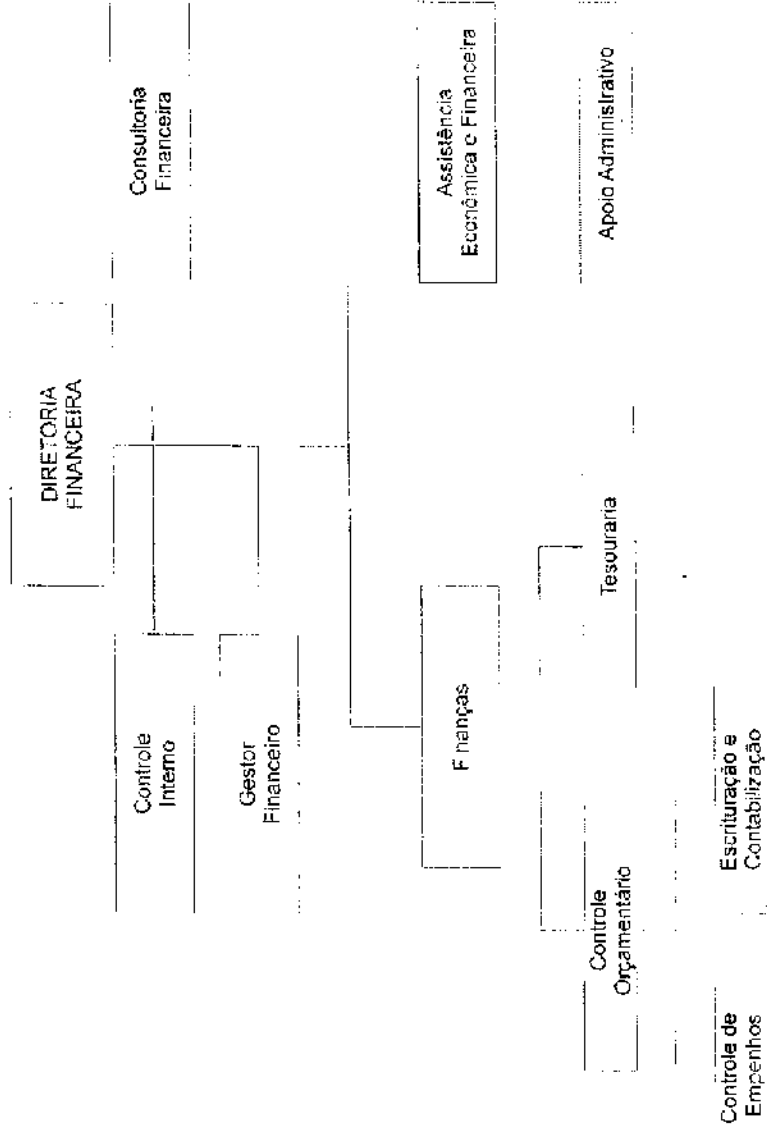 DIRETORIA
FINANCEIRA
Controle
Interno
Consultoria
Financeira
Gestor
Financeiro
Finanças
Assistência
Econômica e Financeira
Controle
Orçamentário
Tesouraria
Apoio Administrativo
Controle de
Empenhos
Escrituração e
Contabilização